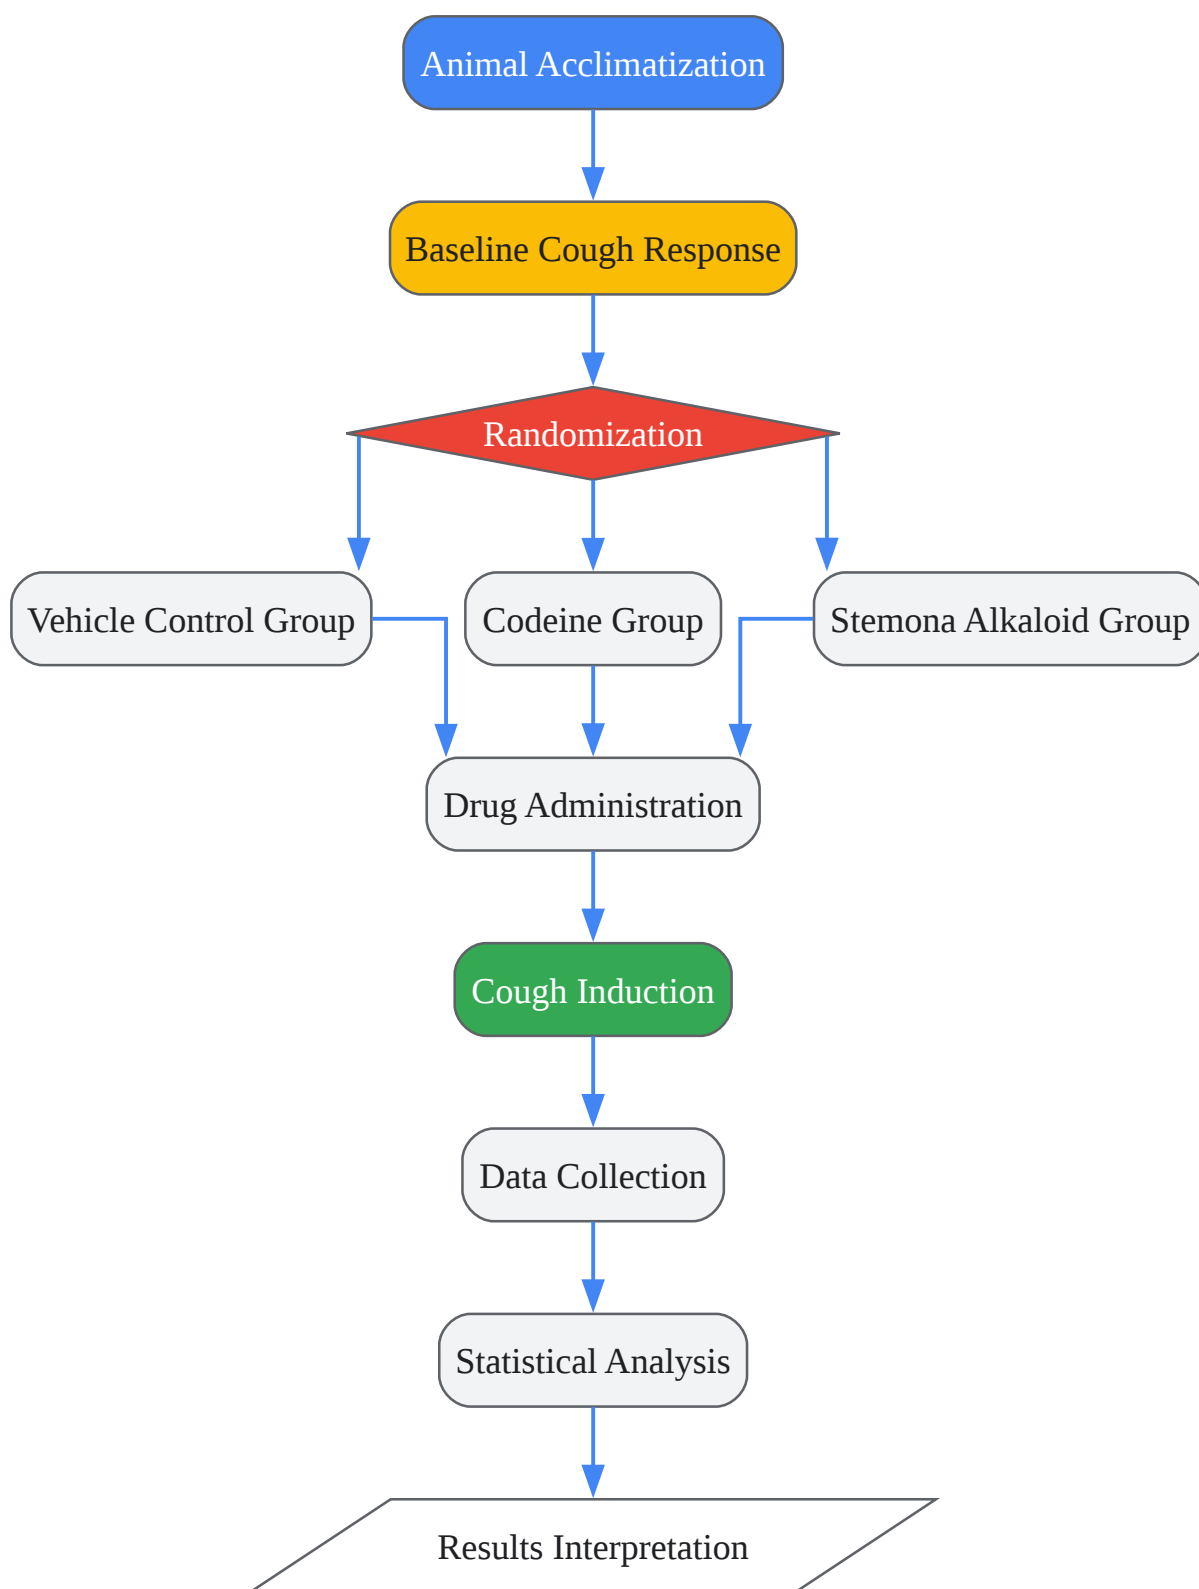 Animal Acclimatization
Baseline Cough Response
Randomization
Vehicle Control Group
Codeine Group
Stemona Alkaloid Group
Drug Administration
Cough Induction
Data Collection
Statistical Analysis
Results Interpretation